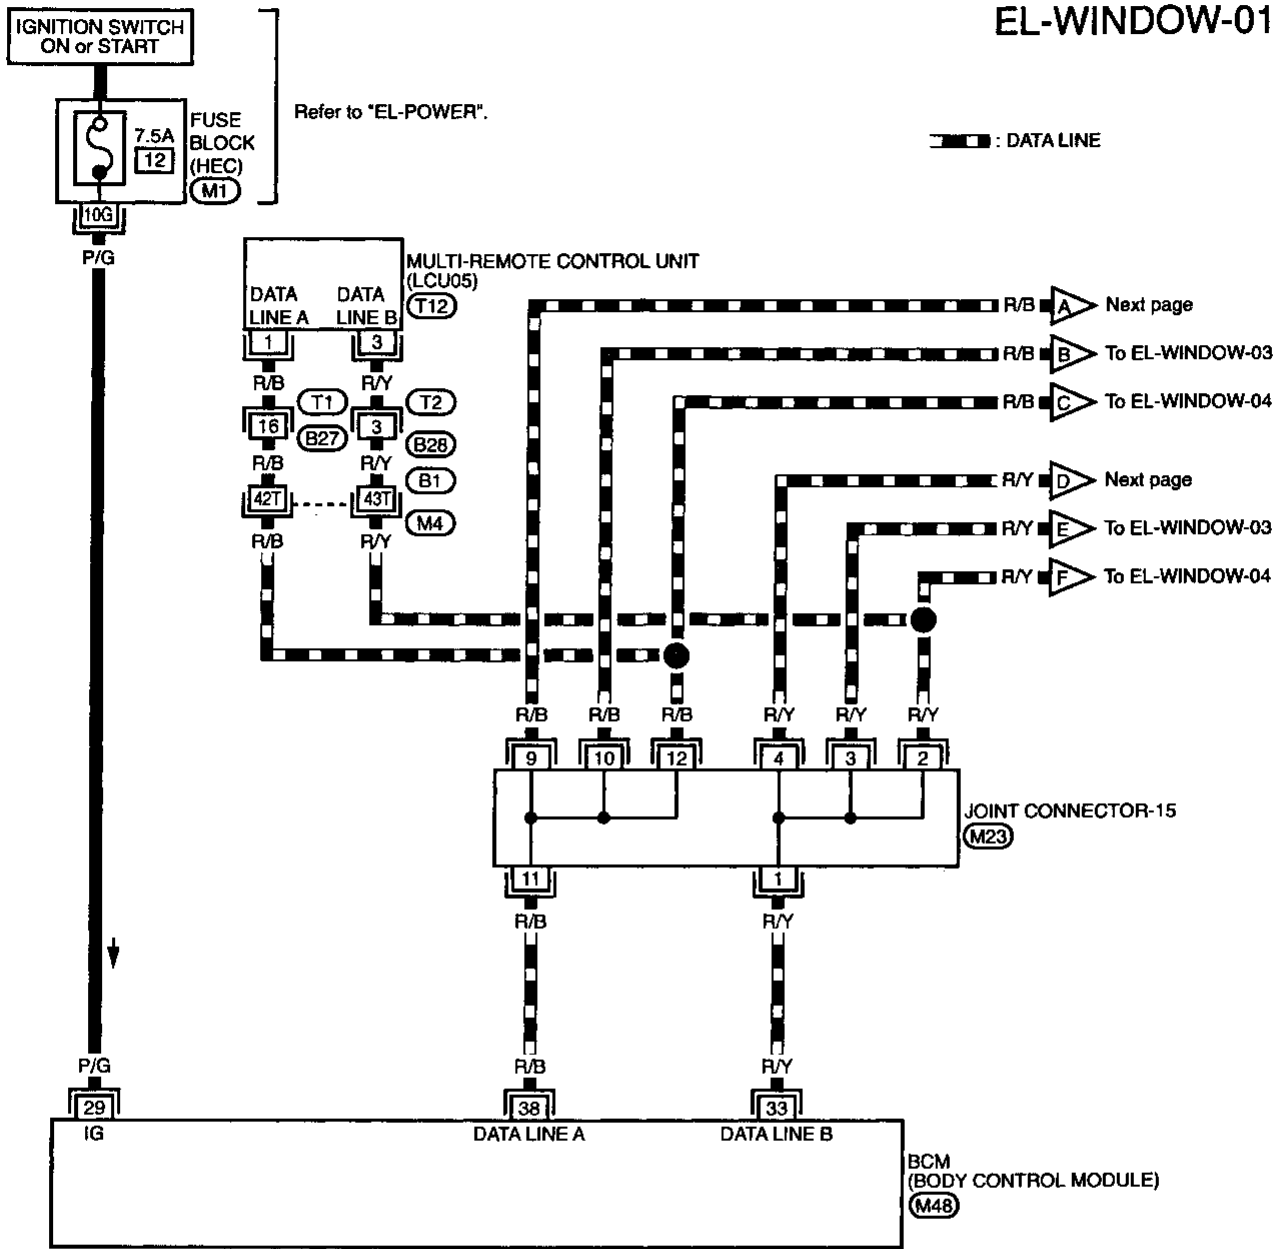 EL-WINDOW-01
IGNITION SWITCH
ON or START
Refer to "EL-POWER".
FUSE
BLOCK
(HEC)
M1
7.5A
12
10G
P/G
: DATA LINE
MULTI-REMOTE CONTROL UNIT
(LCU05)
T12
DATA
LINE A
DATA
LINE B
1
3
R/B
R/Y
T1
T2
16
3
B27
B28
R/B
R/Y
B1
42T
43T
M4
R/B
R/Y
R/B
A
Next page
R/B
B
To EL-WINDOW-03
R/B
C
To EL-WINDOW-04
R/Y
D
Next page
R/Y
E
To EL-WINDOW-03
R/Y
F
To EL-WINDOW-04
R/B
R/B
R/B
R/Y
R/Y
R/Y
9
10
12
4
3
2
JOINT CONNECTOR-15
M23
11
1
R/B
R/Y
P/G
R/B
R/Y
29
38
33
IG
DATA LINE A
DATA LINE B
BCM
(BODY CONTROL MODULE)
M48